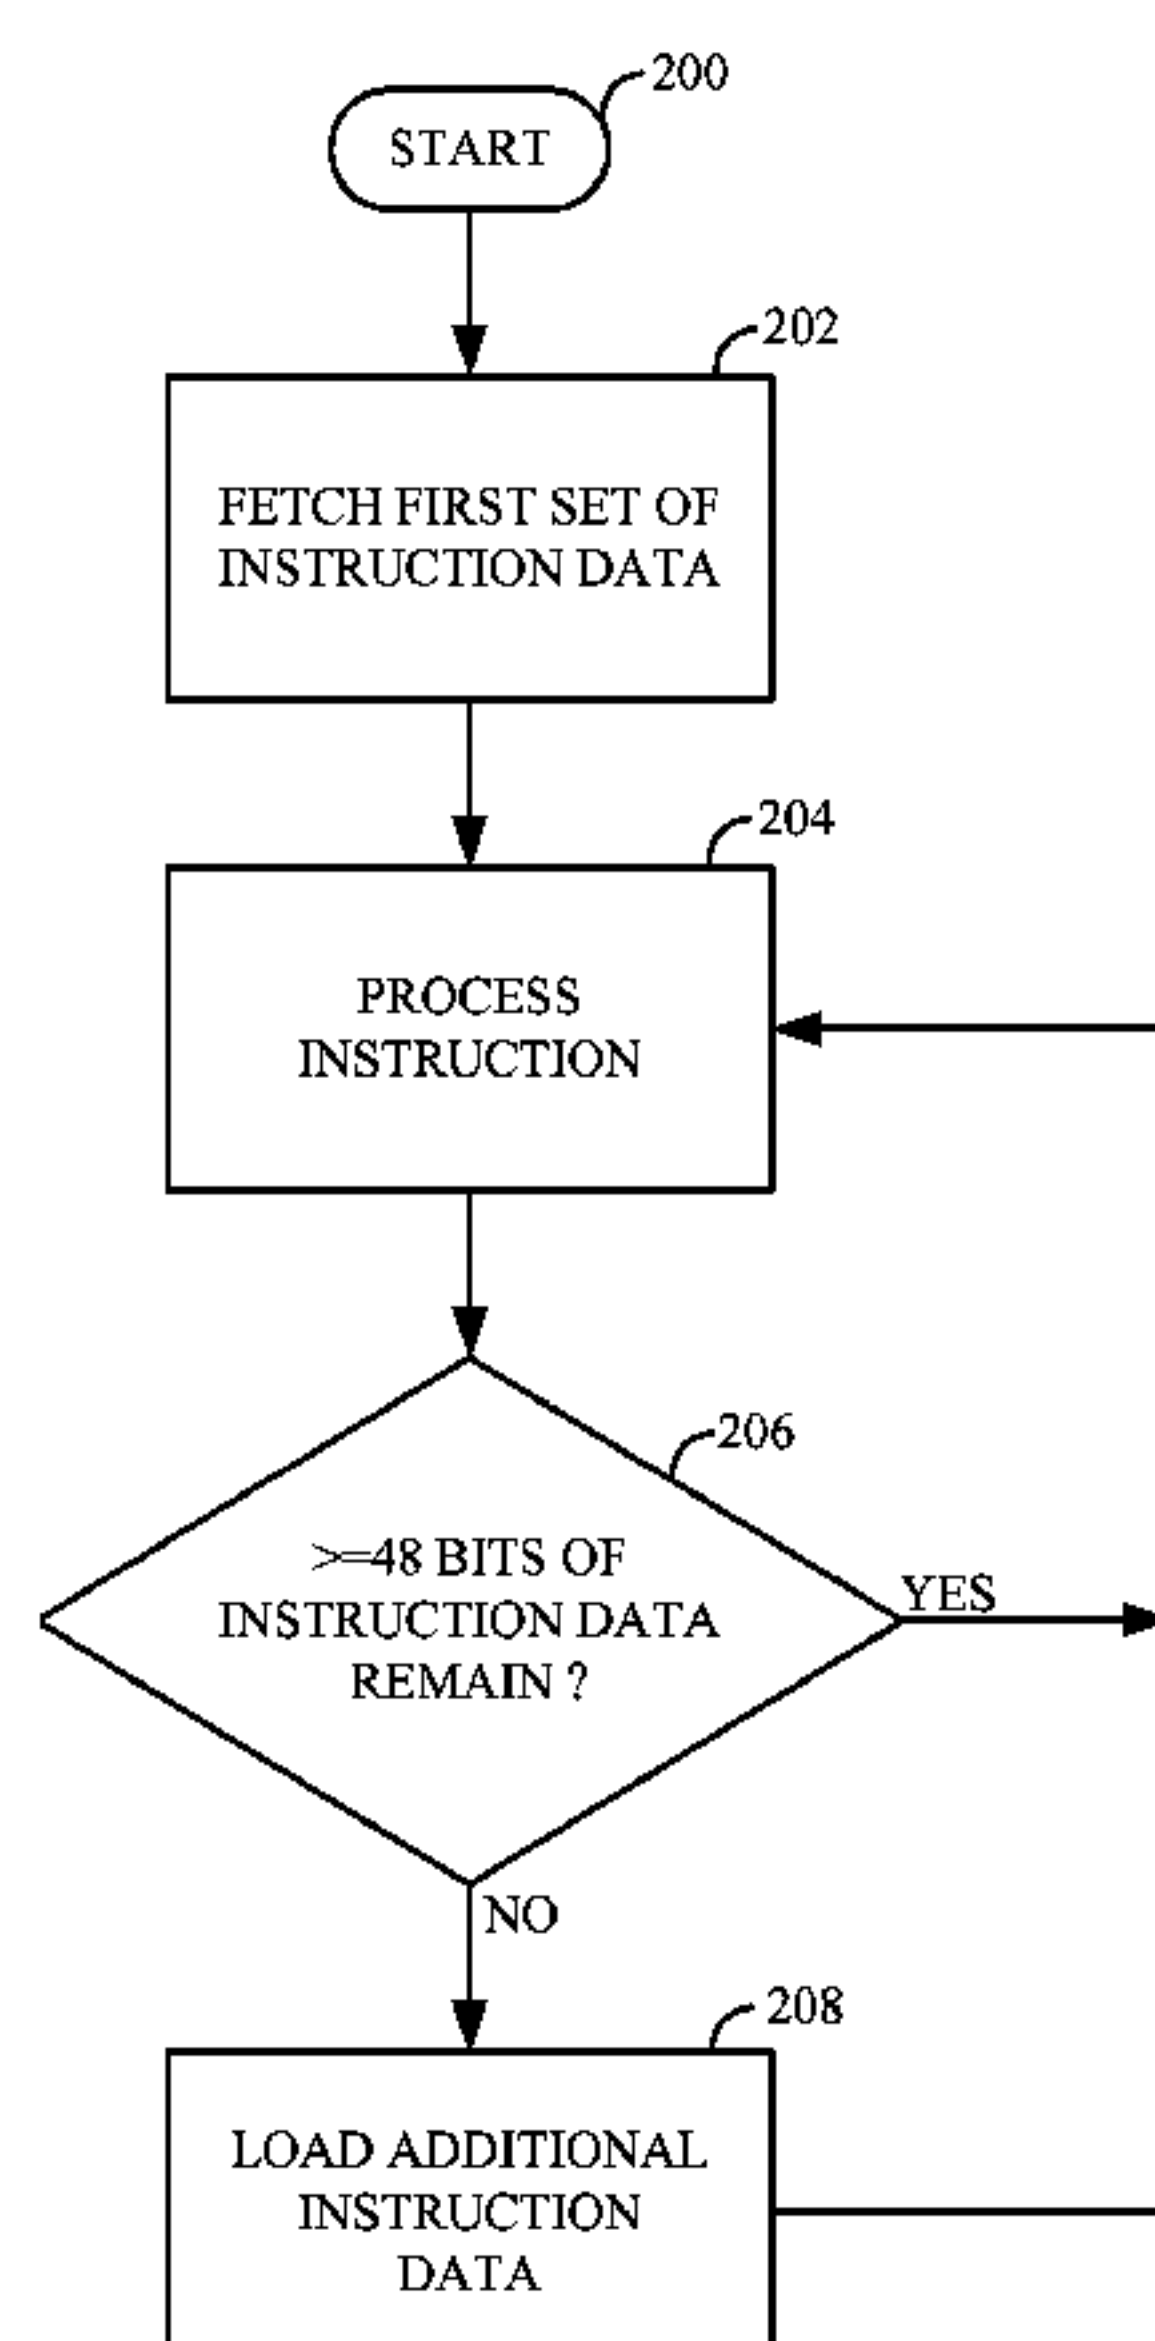 200
START
202
FETCH FIRST SET OF
INSTRUCTION DATA
204
PROCESS
INSTRUCTION
206
>=48 BITS OF
INSTRUCTION DATA
REMAIN ?
YES
NO
208
LOAD ADDITIONAL
INSTRUCTION
DATA